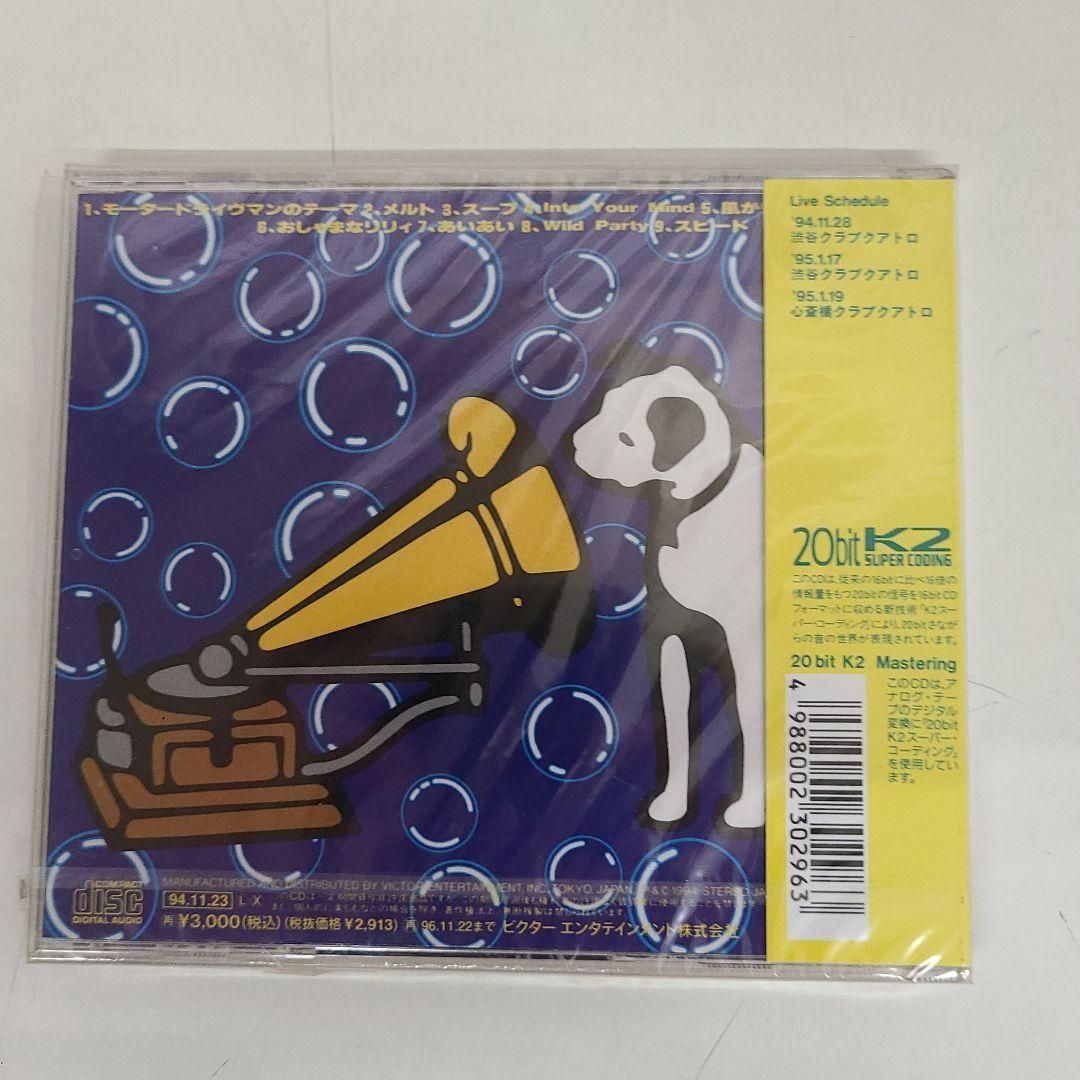 1、モータードライヴマンのテーマ 2、メルト 3、スープ 4、Into Your Mind 5、風が
6、おしゃまなリリィ 7、あいあい 8、Wild Party 9、スピード
Live Schedule
'94.11.28
渋谷クラブクアトロ
'95.1.17
渋谷クラブクアトロ
'95.1.19
心斎橋クラブクアトロ
20bit K2
SUPER CODING
このCDは、従来の16bitに比べ16倍の
情報量をもつ20bitの信号を16bit CD
フォーマットに収める新技術「K2スー
パー・コーディング」により、20bitさなが
らの音の世界が表現されています。
20 bit K2 Mastering
このCDは、ア
ナログ・テー
プのデジタル
変換に「20bit
K2スーパー・
コーディング」
を使用してい
ます。
4 988002 302963
COMPACT
disc
DIGITAL AUDIO
MANUFACTURED AND DISTRIBUTED BY VICTOR ENTERTAINMENT, INC., TOKYO, JAPAN. P & C 1994 STEREO
94.11.23 L X
再 ¥3,000(税込) (税抜価格¥2,913) 再 96.11.22まで ビクター エンタテインメント株式会社